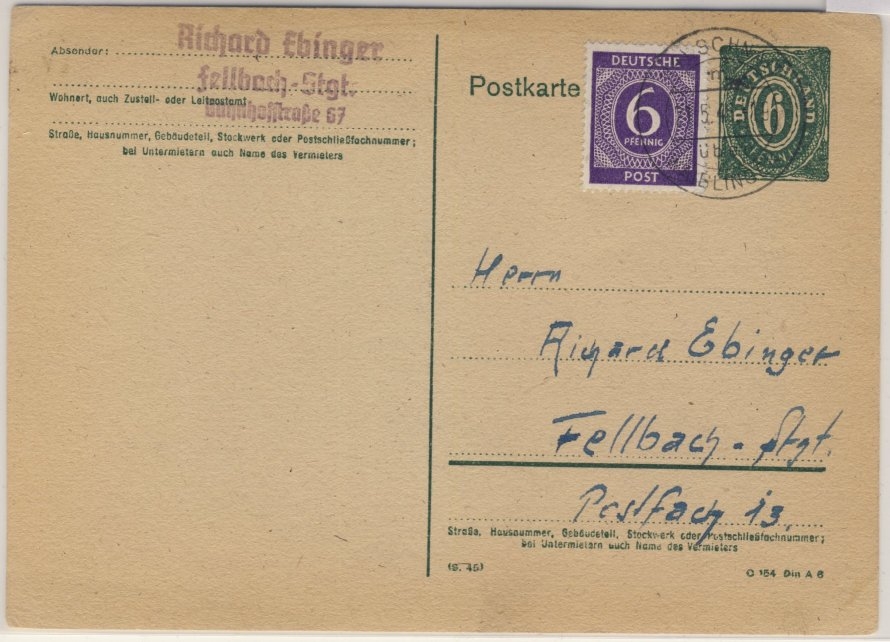 Absender:
Richard Ebinger
Fellbach-Stgt.
Wohnort, auch Zustell- oder Leitpostamt
Bahnhofstraße 67
Straße, Hausnummer, Gebäudeteil, Stockwerk oder Postschließfachnummer;
bei Untermietern auch Name des Vermieters
Postkarte
DEUTSCHE
6
PFENNIG
POST
DEUTSCHLAND
6
Herrn
Richard Ebinger
Fellbach-Stgt.
Postfach 13.
Straße, Hausnummer, Gebäudeteil, Stockwerk oder Postschließfachnummer;
bei Untermietern auch Name des Vermieters
(9. 45)
C 154 Din A 6